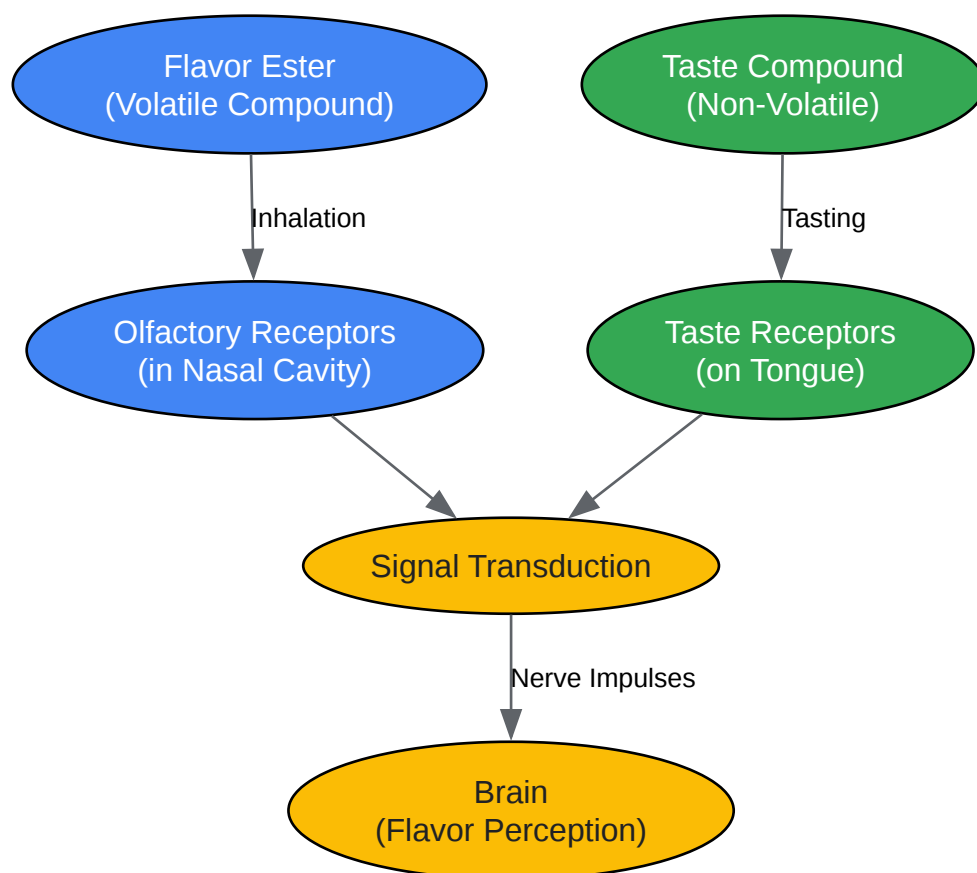 Flavor Ester
(Volatile Compound)
Taste Compound
(Non-Volatile)
Inhalation
Tasting
Olfactory Receptors
(in Nasal Cavity)
Taste Receptors
(on Tongue)
Signal Transduction
Nerve Impulses
Brain
(Flavor Perception)